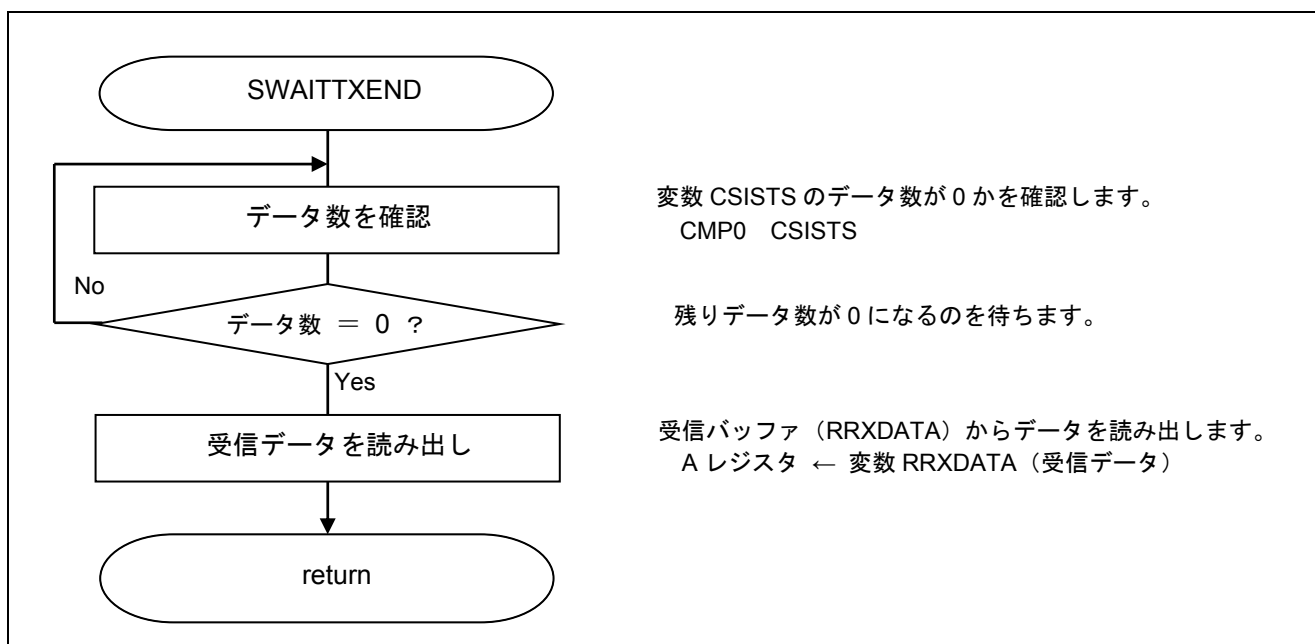 SWAITTXEND
データ数を確認
変数 CSISTS のデータ数が 0 かを確認します。
CMP0 CSISTS
No
データ数 ＝ 0 ？
残りデータ数が 0 になるのを待ちます。
Yes
受信データを読み出し
受信バッファ（RRXDATA）からデータを読み出します。
A レジスタ ← 変数 RRXDATA（受信データ）
return